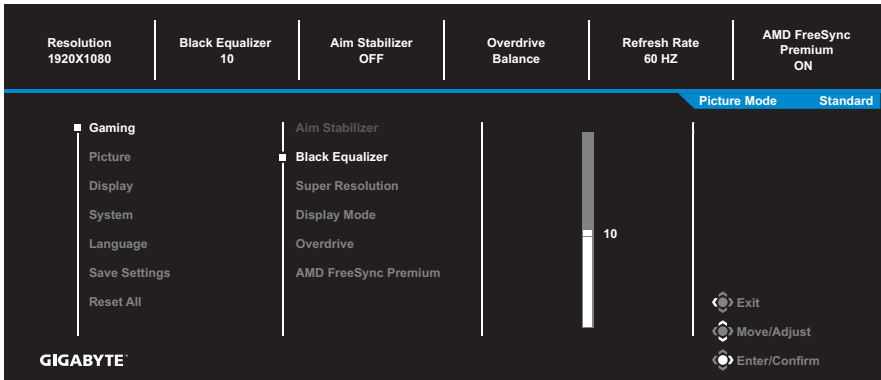 Resolution
1920X1080
Black Equalizer
10
Aim Stabilizer
OFF
Overdrive
Balance
Refresh Rate
60 HZ
AMD FreeSync
Premium
ON
Picture Mode Standard
Gaming
Picture
Display
System
Language
Save Settings
Reset All
Aim Stabilizer
Black Equalizer
Super Resolution
Display Mode
Overdrive
AMD FreeSync Premium
10
Exit
Move/Adjust
Enter/Confirm
GIGABYTE™